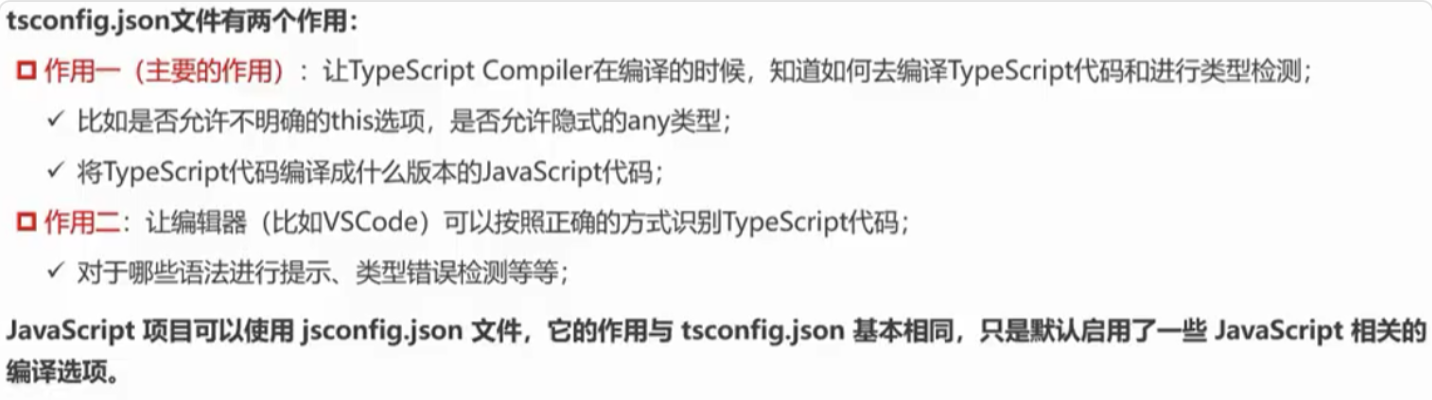 tsconfig.json文件有两个作用：
作用一（主要的作用）：让TypeScript Compiler在编译的时候，知道如何去编译TypeScript代码和进行类型检测；
✓ 比如是否允许不明确的this选项，是否允许隐式的any类型；
✓ 将TypeScript代码编译成什么版本的JavaScript代码；
作用二：让编辑器（比如VSCode）可以按照正确的方式识别TypeScript代码；
✓ 对于哪些语法进行提示、类型错误检测等等；
JavaScript 项目可以使用 jsconfig.json 文件，它的作用与 tsconfig.json 基本相同，只是默认启用了一些 JavaScript 相关的
编译选项。